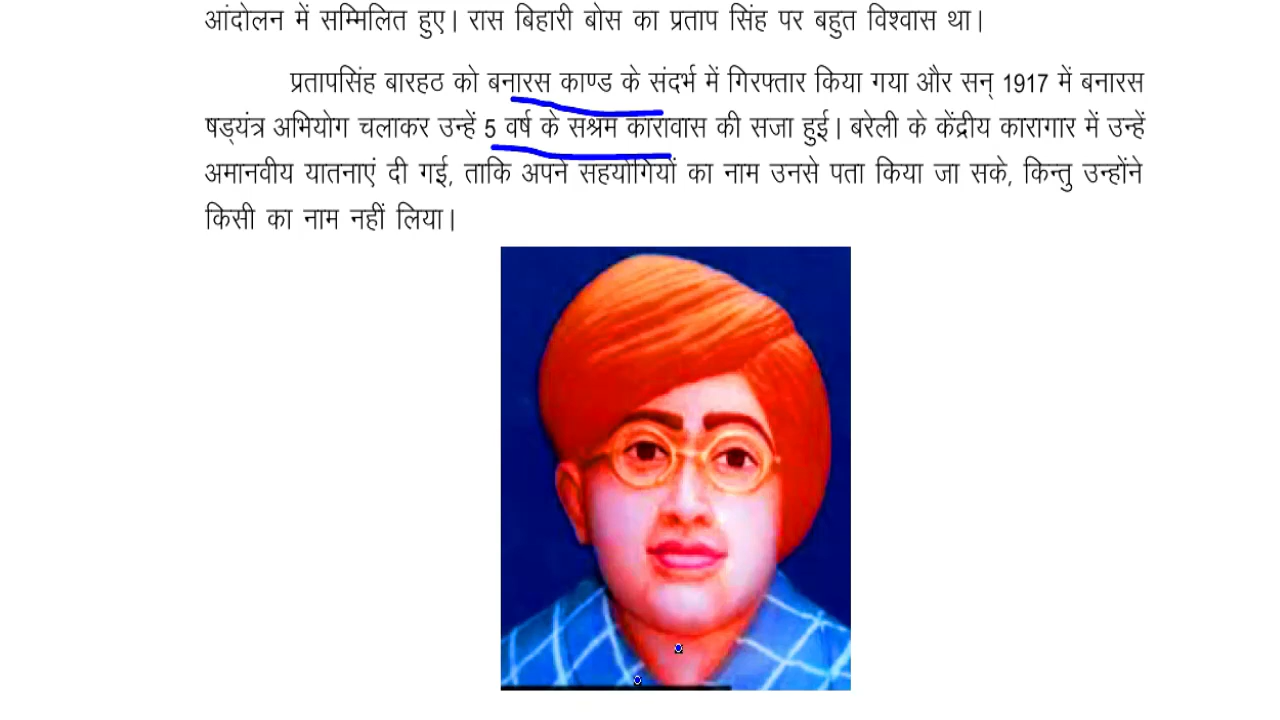 आंदोलन में सम्मिलित हुए। रास बिहारी बोस का प्रताप सिंह पर बहुत विश्वास था।
प्रतापसिंह बारहठ को बनारस काण्ड के संदर्भ में गिरफ्तार किया गया और सन् 1917 में बनारस
षड्यंत्र अभियोग चलाकर उन्हें 5 वर्ष के सश्रम कारावास की सजा हुई। बरेली के केंद्रीय कारागार में उन्हें
अमानवीय यातनाएं दी गई, ताकि अपने सहयोगियों का नाम उनसे पता किया जा सके, किन्तु उन्होंने
किसी का नाम नहीं लिया।